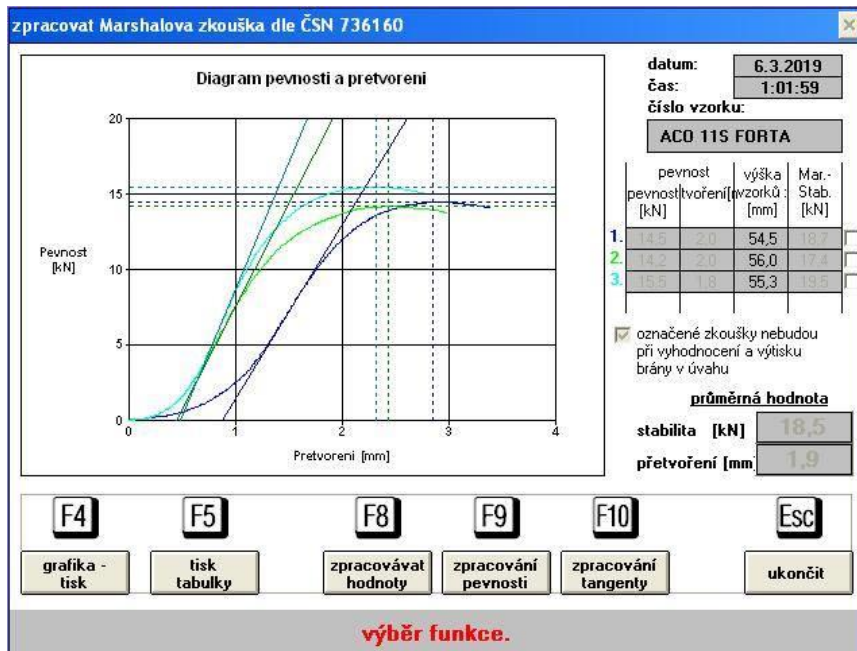 zpracovat Marshalova zkouška dle ČSN 736160
Diagram pevnosti a pretvoreni
Pevnost
[kN]
20
15
10
5
0
0 1 2 3 4
Pretvoreni [mm]
datum: 6.3.2019
čas: 1:01:59
číslo vzorku:
ACO 11S FORTA
pevnost
pevnost
[kN]
tvoření[m
výška
vzorků :
[mm]
Mar.-
Stab.
[kN]
1. 14.5 2.0 54,5 18.7
2. 14.2 2.0 56,0 17.4
3. 15.5 1.8 55,3 19.5
označené zkoušky nebudou
při vyhodnocení a výtisku
brány v úvahu
průměrná hodnota
stabilita [kN] 18,5
přetvoření [mm] 1,9
F4 F5 F8 F9 F10 Esc
grafika -
tisk
tisk
tabulky
zpracovávat
hodnoty
zpracování
pevnosti
zpracování
tangenty
ukončit
výběr funkce.